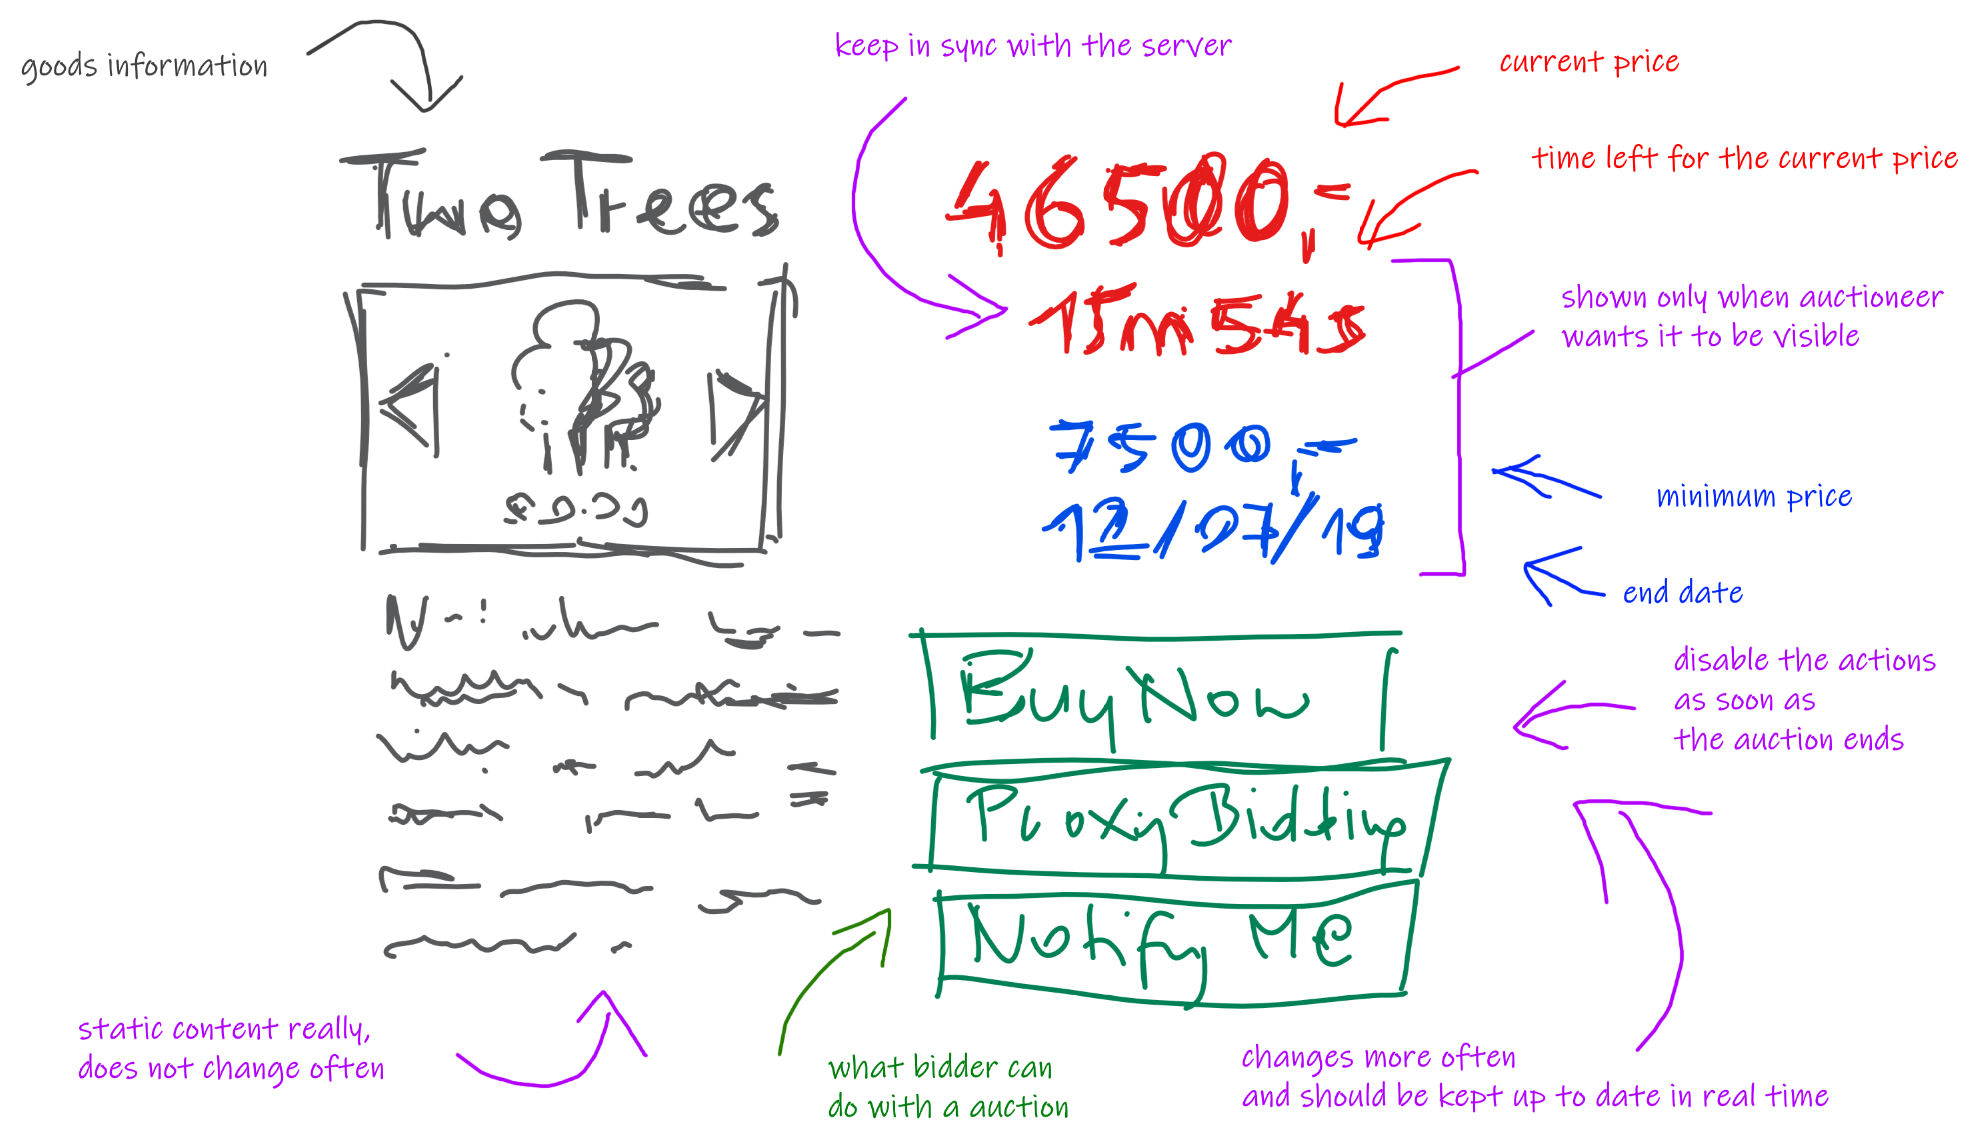 goods information
keep in sync with the server
current price
time left for the current price
Two Trees
46500,=
15m 54s
shown only when auctioneer
wants it to be visible
7500,-
12/07/19
minimum price
end date
Buy Now
disable the actions
as soon as
the auction ends
Proxy Bidding
Notify Me
static content really,
does not change often
what bidder can
do with a auction
changes more often
and should be kept up to date in real time